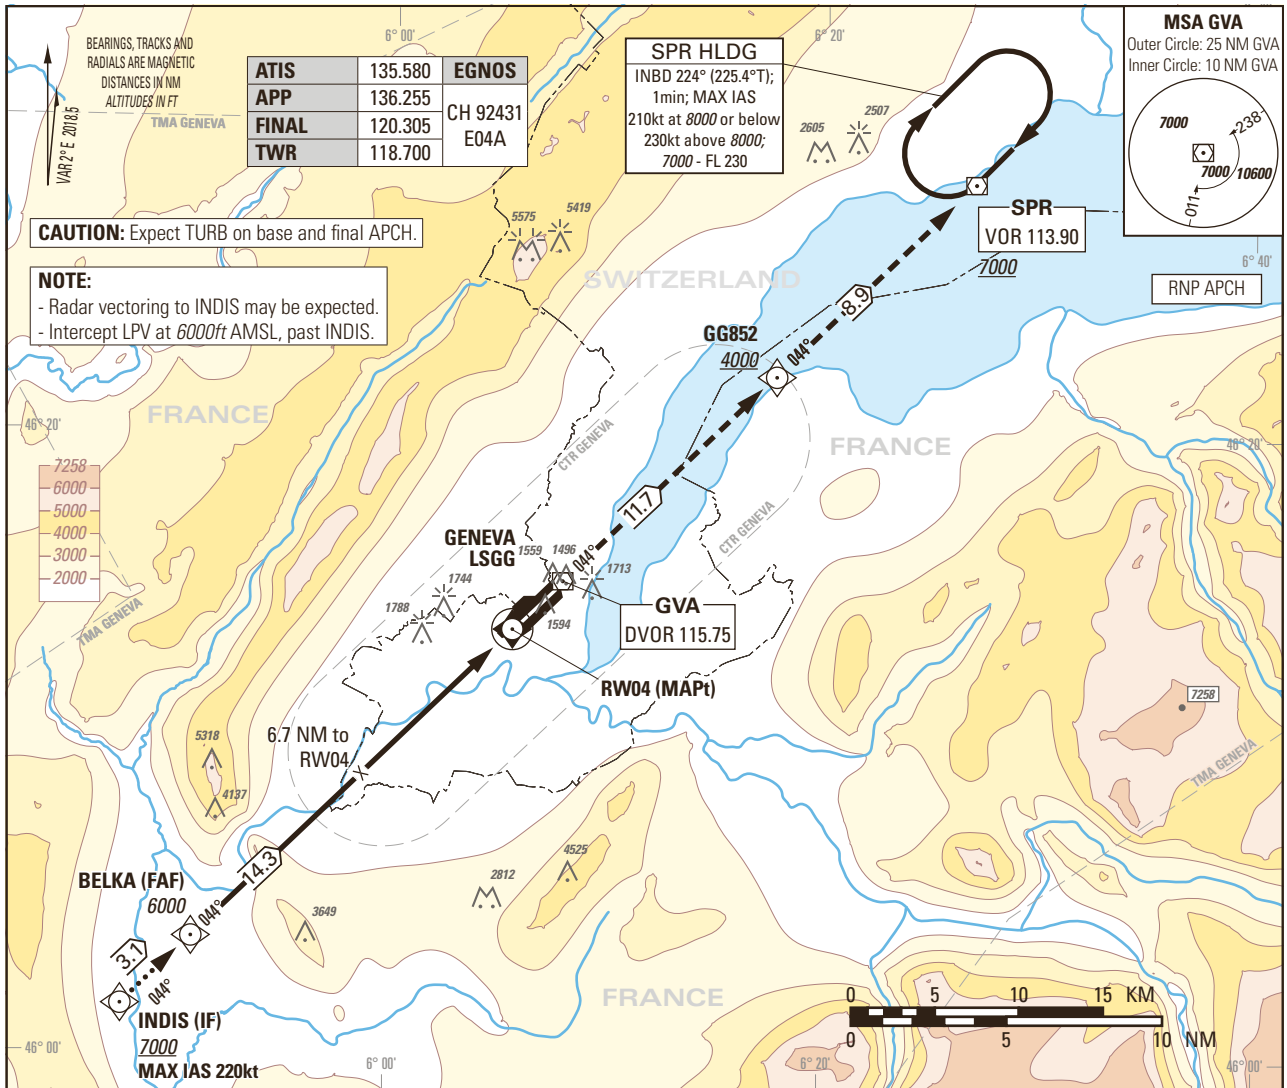 BEARINGS, TRACKS AND
RADIALS ARE MAGNETIC
DISTANCES IN NM
ALTITUDES IN FT
VAR 2° E 2018.5
TMA GENEVA
6° 00'
6° 20'
ATIS 135.580 EGNOS
APP 136.255
CH 92431
E04A
FINAL 120.305
TWR 118.700
SPR HLDG
INBD 224° (225.4°T);
1min; MAX IAS
210kt at 8000 or below
230kt above 8000;
7000 - FL 230
MSA GVA
Outer Circle: 25 NM GVA
Inner Circle: 10 NM GVA
7000
238
7000
10600
011
2605
2507
5575
5419
CAUTION: Expect TURB on base and final APCH.
NOTE:
- Radar vectoring to INDIS may be expected.
- Intercept LPV at 6000ft AMSL, past INDIS.
SPR
VOR 113.90
7000
6° 40'
RNP APCH
SWITZERLAND
8.9
GG852
4000
044°
FRANCE
46° 20'
CTR GENEVA
FRANCE
46° 20'
7258
6000
5000
4000
3000
2000
11.7
CTR GENEVA
GENEVA
LSGG
1559
1496
044°
1713
1744
1788
1594
GVA
DVOR 115.75
TMA GENEVA
RW04 (MAPt)
7258
6.7 NM to
RW04
5318
4137
TMA GENEVA
14.3
4525
2812
3649
BELKA (FAF)
6000
044°
3.1
044°
INDIS (IF)
7000
MAX IAS 220kt
FRANCE
0 5 10 15 KM
0 5 10 NM
46° 00'
6° 00'
6° 20'
46° 00'